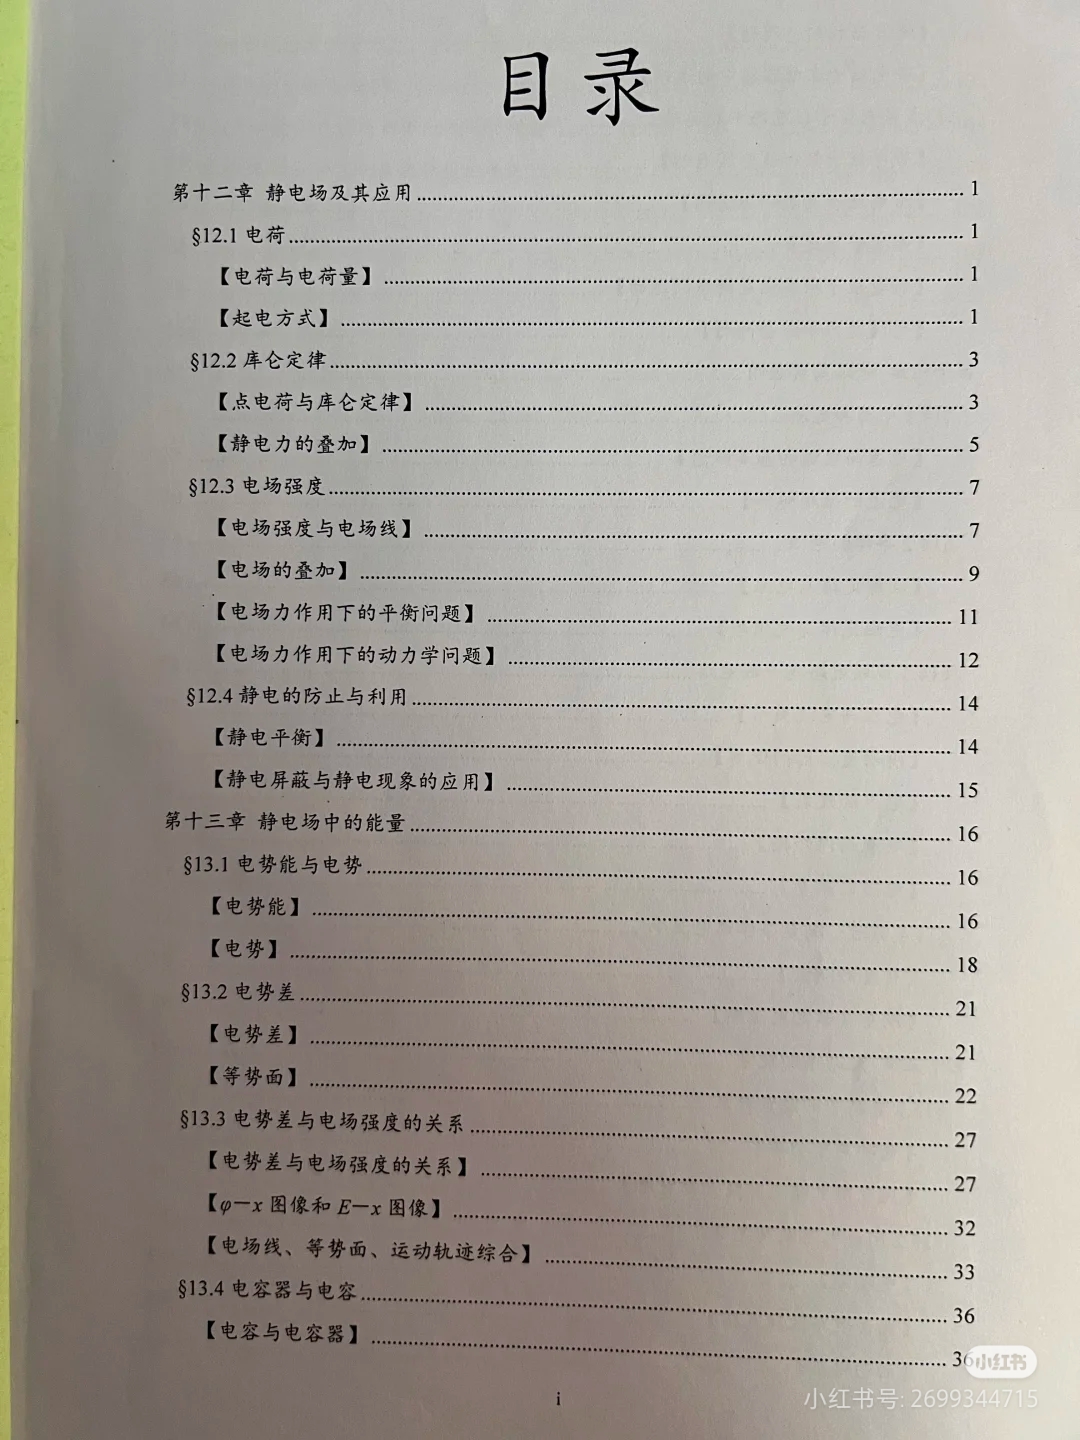 目录
第十二章 静电场及其应用........................1
§12.1 电荷........................1
【电荷与电荷量】........................1
【起电方式】........................1
§12.2 库仑定律........................3
【点电荷与库仑定律】........................3
【静电力的叠加】........................5
§12.3 电场强度........................7
【电场强度与电场线】........................7
【电场的叠加】........................9
【电场力作用下的平衡问题】........................11
【电场力作用下的动力学问题】........................12
§12.4 静电的防止与利用........................14
【静电平衡】........................14
【静电屏蔽与静电现象的应用】........................15
第十三章 静电场中的能量........................16
§13.1 电势能与电势........................16
【电势能】........................16
【电势】........................18
§13.2 电势差........................21
【电势差】........................21
【等势面】........................22
§13.3 电势差与电场强度的关系........................27
【电势差与电场强度的关系】........................27
【φ—x 图像和 E—x 图像】........................32
【电场线、等势面、运动轨迹综合】........................33
§13.4 电容器与电容........................36
【电容与电容器】........................36
小红书
i
小红书号: 2699344715